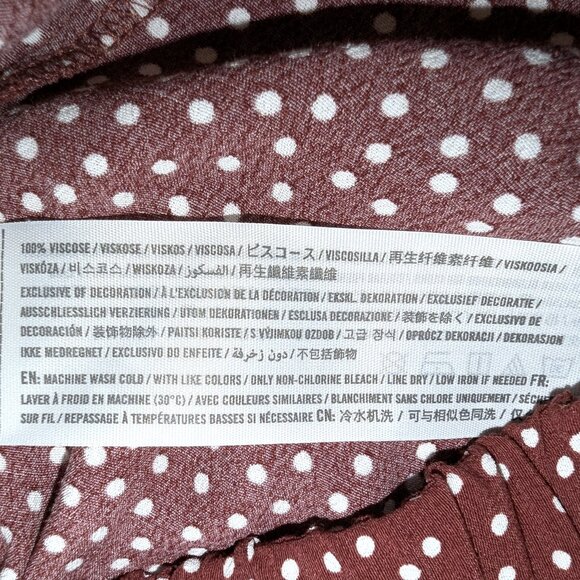 100% VISCOSE / VISKOSE / VISKOS / VISCOSA / ビスコース / VISCOSILLA / 再生纤维素纤维 / VISKOOSIA /
VISKÓZA / 비스코스 / WISKOZA / الفسكوز / 再生纖維素纖維
EXCLUSIVE OF DECORATION / À L'EXCLUSION DE LA DÉCORATION / EKSKL. DEKORATION / EXCLUSIEF DECORATIE /
AUSSCHLIESSLICH VERZIERUNG / UTOM DEKORATIONEN / ESCLUSA DECORAZIONE / 装飾を除く / EXCLUSIVO DE
DECORACIÓN / 装饰物除外 / PAITSI KORISTE / S VÝJIMKOU OZDOB / 고급 장식 / OPRÓCZ DEKORACJI / DEKORASJON
IKKE MEDREGNET / EXCLUSIVO DO ENFEITE / دون زخرفة / 不包括飾物
EN: MACHINE WASH COLD / WITH LIKE COLORS / ONLY NON-CHLORINE BLEACH / LINE DRY / LOW IRON IF NEEDED FR:
LAVER À FROID EN MACHINE (30°C) / AVEC COULEURS SIMILAIRES / BLANCHIMENT SANS CHLORE UNIQUEMENT /
SUR FIL / REPASSAGE À TEMPÉRATURES BASSES SI NÉCESSAIRE CN: 冷水机洗 / 可与相似色同洗